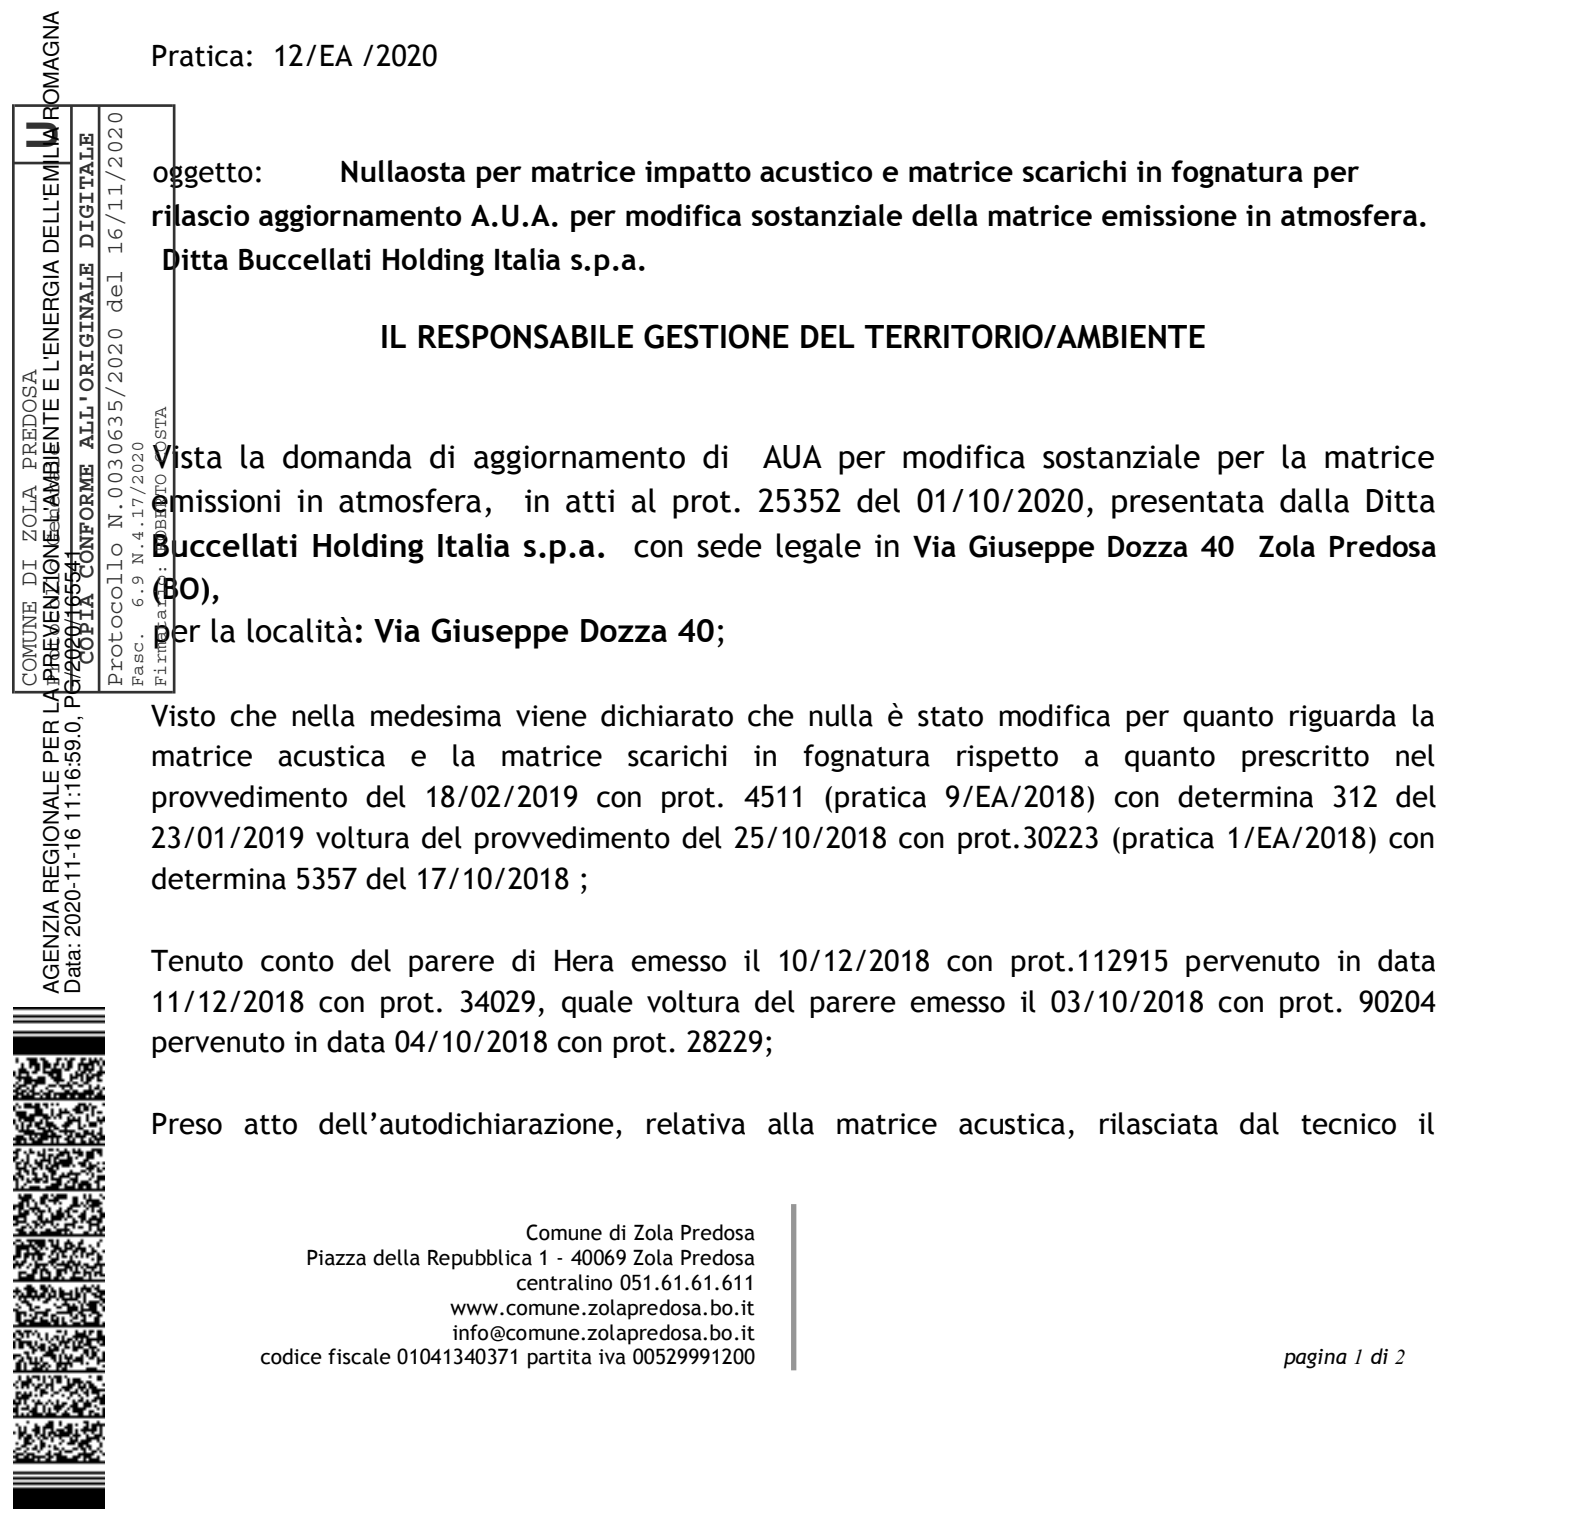 Pratica: 12/EA /2020
oggetto: Nullaosta per matrice impatto acustico e matrice scarichi in fognatura per
rilascio aggiornamento A.U.A. per modifica sostanziale della matrice emissione in atmosfera.
Ditta Buccellati Holding Italia s.p.a.
IL RESPONSABILE GESTIONE DEL TERRITORIO/AMBIENTE
Vista la domanda di aggiornamento di AUA per modifica sostanziale per la matrice
emissioni in atmosfera, in atti al prot. 25352 del 01/10/2020, presentata dalla Ditta
Buccellati Holding Italia s.p.a. con sede legale in Via Giuseppe Dozza 40 Zola Predosa
(BO),
per la località: Via Giuseppe Dozza 40;
Visto che nella medesima viene dichiarato che nulla è stato modifica per quanto riguarda la
matrice acustica e la matrice scarichi in fognatura rispetto a quanto prescritto nel
provvedimento del 18/02/2019 con prot. 4511 (pratica 9/EA/2018) con determina 312 del
23/01/2019 voltura del provvedimento del 25/10/2018 con prot.30223 (pratica 1/EA/2018) con
determina 5357 del 17/10/2018 ;
Tenuto conto del parere di Hera emesso il 10/12/2018 con prot.112915 pervenuto in data
11/12/2018 con prot. 34029, quale voltura del parere emesso il 03/10/2018 con prot. 90204
pervenuto in data 04/10/2018 con prot. 28229;
Preso atto dell’autodichiarazione, relativa alla matrice acustica, rilasciata dal tecnico il
Comune di Zola Predosa
Piazza della Repubblica 1 - 40069 Zola Predosa
centralino 051.61.61.611
www.comune.zolapredosa.bo.it
info@comune.zolapredosa.bo.it
codice fiscale 01041340371 partita iva 00529991200
pagina 1 di 2
COMUNE DI ZOLA PREDOSA
U
AGENZIA REGIONALE PER LA PREVENZIONE L'AMBIENTE E L'ENERGIA DELL'EMILIA ROMAGNA
Data: 2020-11-16 11:16:59.0, PG/2020/165541
COPIA CONFORME ALL'ORIGINALE DIGITALE
Protocollo N.0030635/2020 del 16/11/2020
Fasc. 6.9 N.4.17/2020
Firmatario: ROBERTO COSTA